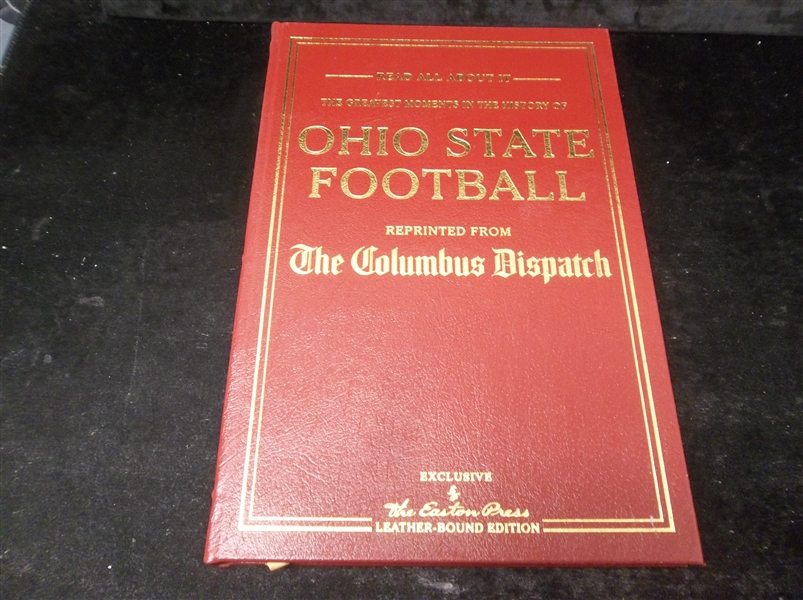 READ ALL ABOUT IT
THE GREATEST MOMENTS IN THE HISTORY OF
OHIO STATE
FOOTBALL
REPRINTED FROM
The Columbus Dispatch
EXCLUSIVE
The Easton Press
LEATHER-BOUND EDITION